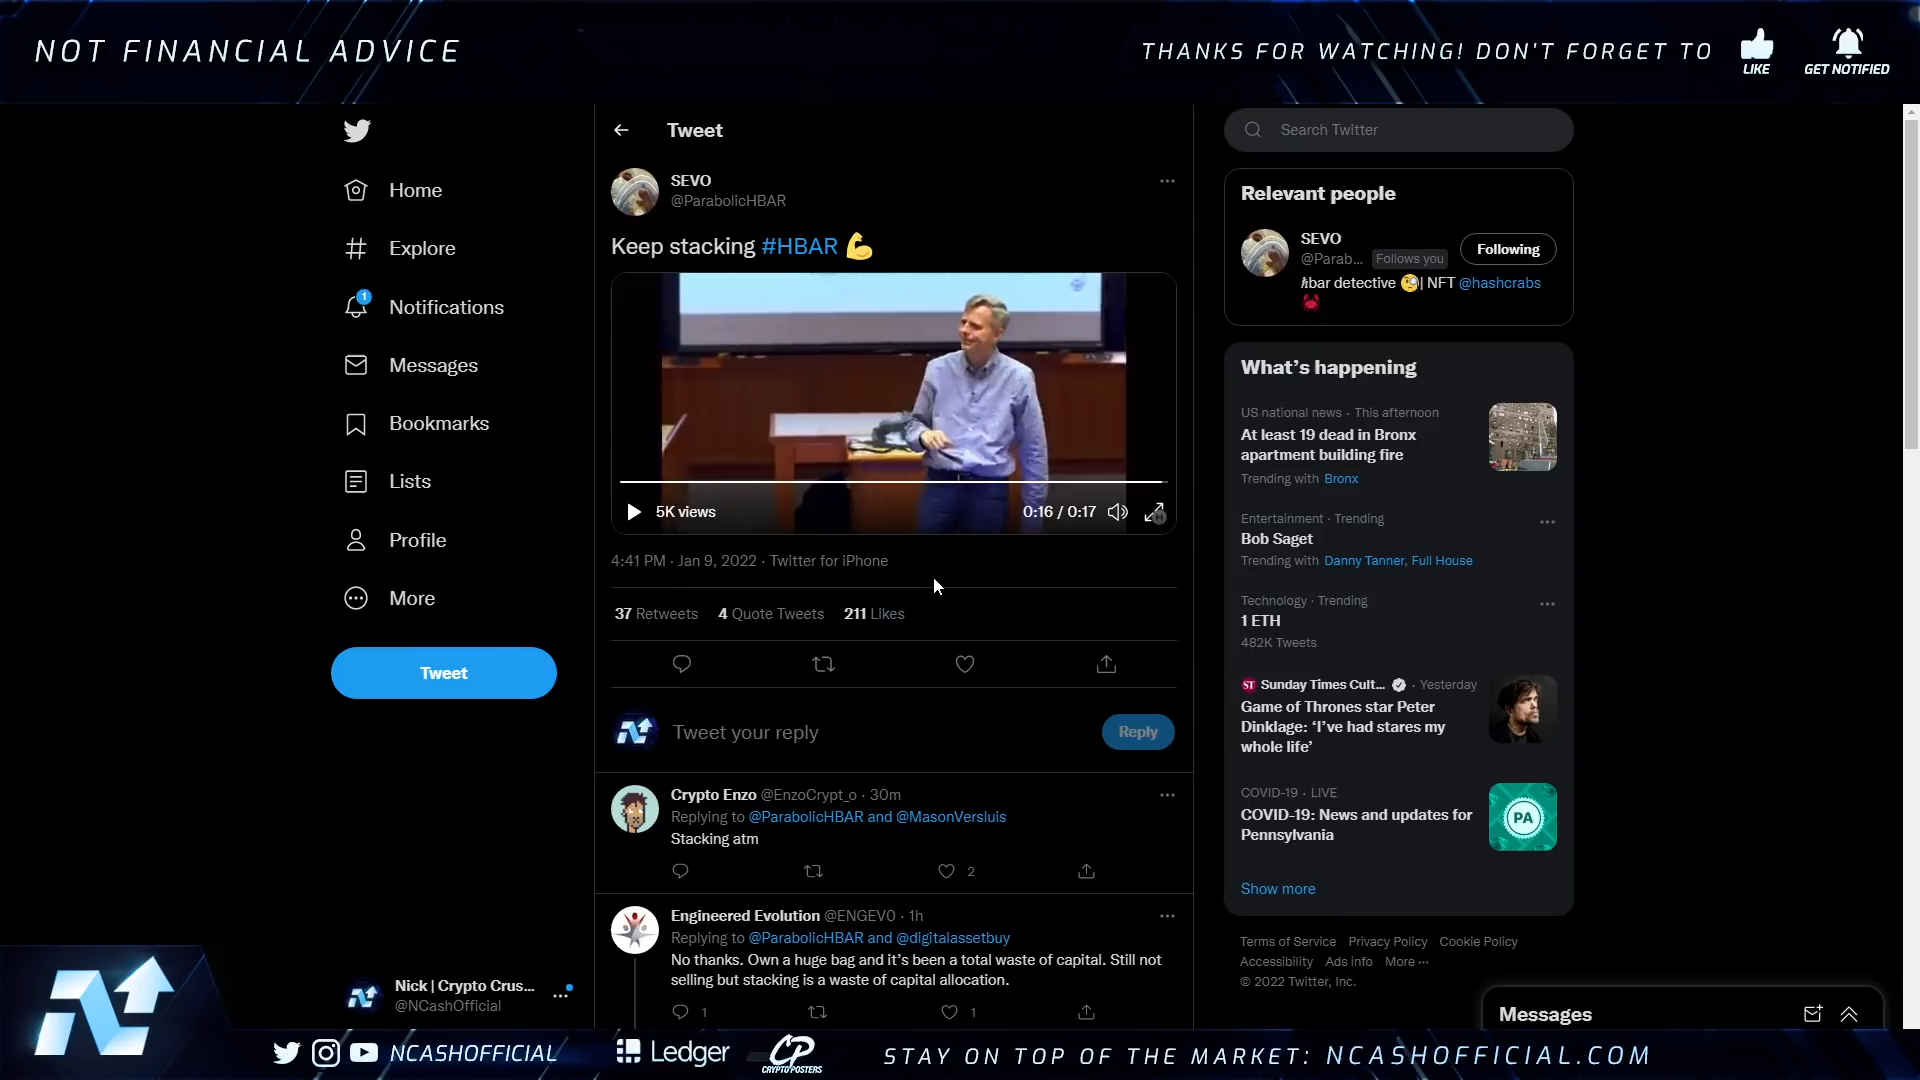 NOT FINANCIAL ADVICE
THANKS FOR WATCHING! DON'T FORGET TO
LIKE
GET NOTIFIED
Home
Explore
1
Notifications
Messages
Bookmarks
Lists
Profile
More
Tweet
Nick | Crypto Crus...
@NCashOfficial
Tweet
SEVO
@ParabolicHBAR
Keep stacking #HBAR 💪
5K views
0:16 / 0:17
4:41 PM · Jan 9, 2022 · Twitter for iPhone
37 Retweets 4 Quote Tweets 211 Likes
Tweet your reply
Reply
Crypto Enzo @EnzoCrypt_o · 30m
Replying to @ParabolicHBAR and @MasonVersluis
Stacking atm
2
Engineered Evolution @ENGEV0 · 1h
Replying to @ParabolicHBAR and @digitalassetbuy
No thanks. Own a huge bag and it's been a total waste of capital. Still not
selling but stacking is a waste of capital allocation.
1 1
Search Twitter
Relevant people
SEVO
@Parab... Follows you
Following
ℏbar detective 🧐| NFT @hashcrabs
🦀
What's happening
US national news · This afternoon
At least 19 dead in Bronx
apartment building fire
Trending with Bronx
Entertainment · Trending
Bob Saget
Trending with Danny Tanner, Full House
Technology · Trending
1 ETH
482K Tweets
ST Sunday Times Cult... · Yesterday
Game of Thrones star Peter
Dinklage: ‘I've had stares my
whole life’
COVID-19 · LIVE
COVID-19: News and updates for
Pennsylvania
PA
Show more
Terms of Service Privacy Policy Cookie Policy
Accessibility Ads info More ···
© 2022 Twitter, Inc.
Messages
NCASHOFFICIAL
Ledger
CP
CRYPTO POSTERS
STAY ON TOP OF THE MARKET: NCASHOFFICIAL.COM